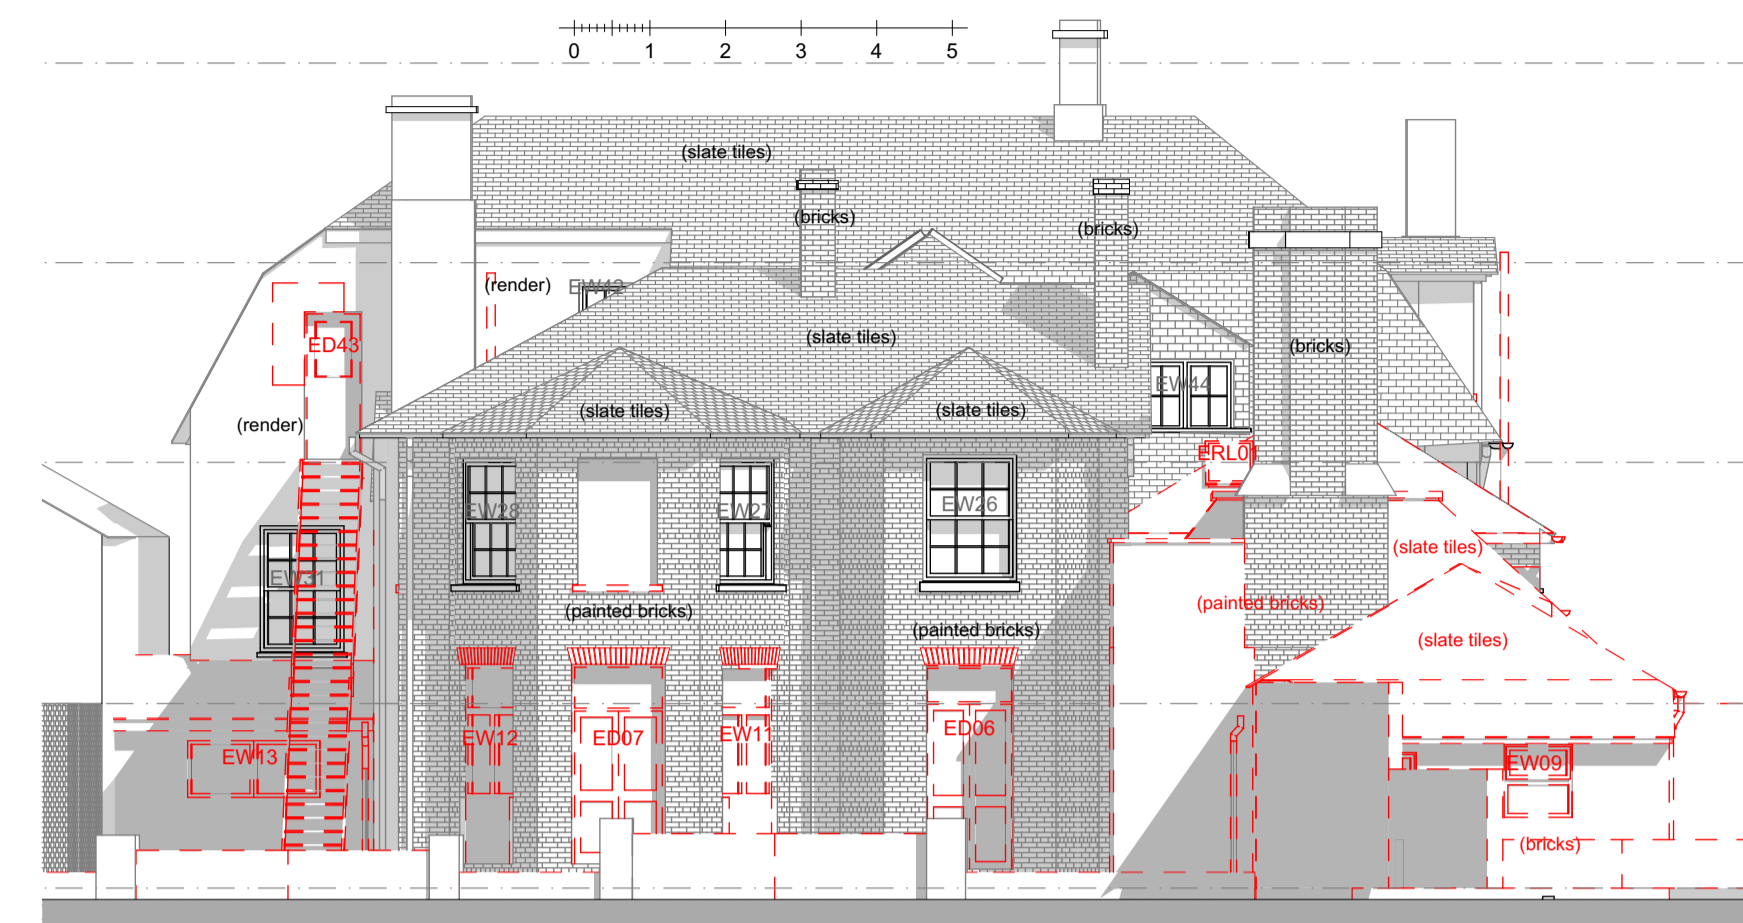 0 1 2 3 4 5
(slate tiles)
(bricks)
(bricks)
(render)
EW42
(slate tiles)
(bricks)
ED43
EW44
(slate tiles)
(slate tiles)
(render)
ERL01
EW28
EW27
EW26
(slate tiles)
EW31
(painted bricks)
(painted bricks)
(painted bricks)
(slate tiles)
EW12
ED07
EW11
ED06
EW13
EW09
(bricks)